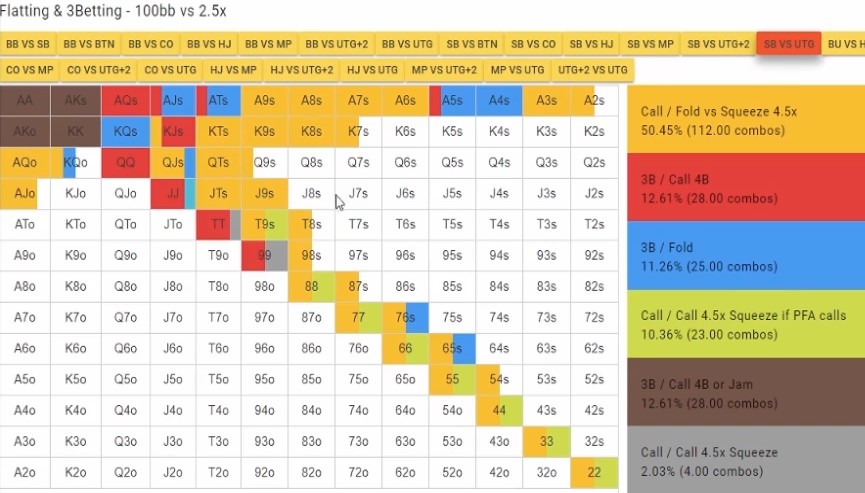 Flatting & 3Betting - 100bb vs 2.5x
BB VS SB BB VS BTN BB VS CO BB VS HJ BB VS MP BB VS UTG+2 BB VS UTG SB VS BTN SB VS CO SB VS HJ SB VS MP SB VS UTG+2 SB VS UTG BU VS H
CO VS MP CO VS UTG+2 CO VS UTG HJ VS MP HJ VS UTG+2 HJ VS UTG MP VS UTG+2 MP VS UTG UTG+2 VS UTG
AA AKs AQs AJs ATs A9s A8s A7s A6s A5s A4s A3s A2s
AKo KK KQs KJs KTs K9s K8s K7s K6s K5s K4s K3s K2s
AQo KQo QQ QJs QTs Q9s Q8s Q7s Q6s Q5s Q4s Q3s Q2s
AJo KJo QJo JJ JTs J9s J8s J7s J6s J5s J4s J3s J2s
ATo KTo QTo JTo TT T9s T8s T7s T6s T5s T4s T3s T2s
A9o K9o Q9o J9o T9o 99 98s 97s 96s 95s 94s 93s 92s
A8o K8o Q8o J8o T8o 98o 88 87s 86s 85s 84s 83s 82s
A7o K7o Q7o J7o T7o 97o 87o 77 76s 75s 74s 73s 72s
A6o K6o Q6o J6o T6o 96o 86o 76o 66 65s 64s 63s 62s
A5o K5o Q5o J5o T5o 95o 85o 75o 65o 55 54s 53s 52s
A4o K4o Q4o J4o T4o 94o 84o 74o 64o 54o 44 43s 42s
A3o K3o Q3o J3o T3o 93o 83o 73o 63o 53o 43o 33 32s
A2o K2o Q2o J2o T2o 92o 82o 72o 62o 52o 42o 32o 22
Call / Fold vs Squeeze 4.5x
50.45% (112.00 combos)
3B / Call 4B
12.61% (28.00 combos)
3B / Fold
11.26% (25.00 combos)
Call / Call 4.5x Squeeze if PFA calls
10.36% (23.00 combos)
3B / Call 4B or Jam
12.61% (28.00 combos)
Call / Call 4.5x Squeeze
2.03% (4.00 combos)